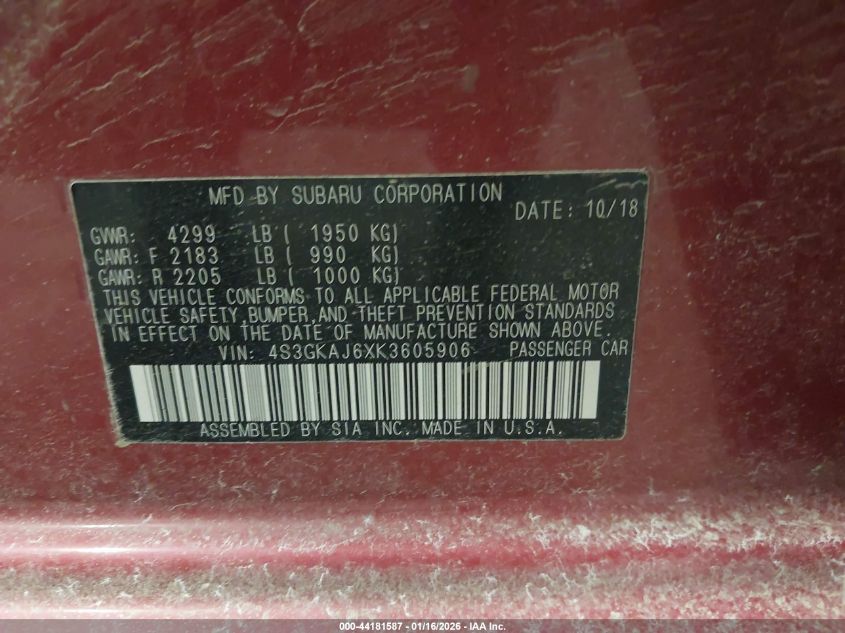 MFD BY SUBARU CORPORATION
DATE: 10/18
GVWR: 4299 LB ( 1950 KG)
GAWR: F 2183 LB ( 990 KG)
GAWR: R 2205 LB ( 1000 KG)
THIS VEHICLE CONFORMS TO ALL APPLICABLE FEDERAL MOTOR
VEHICLE SAFETY, BUMPER, AND THEFT PREVENTION STANDARDS
IN EFFECT ON THE DATE OF MANUFACTURE SHOWN ABOVE.
VIN: 4S3GKAJ6XK3605906 PASSENGER CAR
ASSEMBLED BY SIA INC. MADE IN U.S.A.
000-44181587 - 01/16/2026 - IAA Inc.